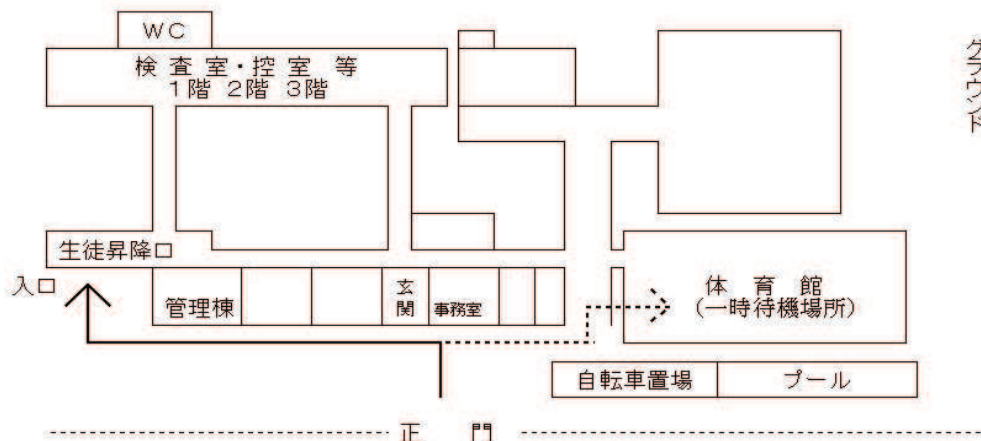 WC
検査室・控室 等
1階 2階 3階
グラウンド
生徒昇降口
入口
管理棟
玄関
事務室
体 育 館
(一時待機場所)
自転車置場
プール
正 門